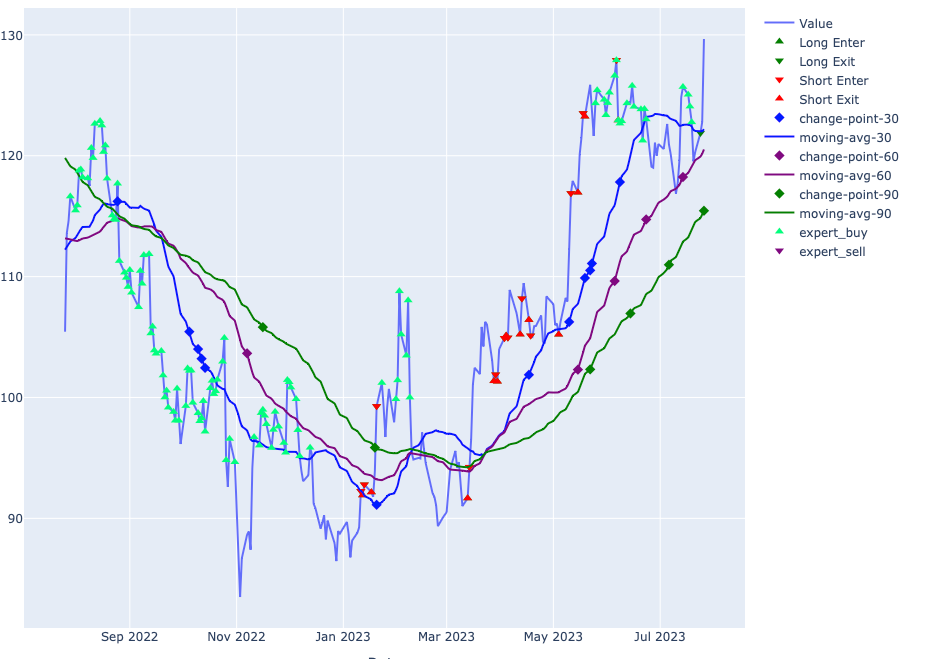 130
120
110
100
90
Sep 2022
Nov 2022
Jan 2023
Mar 2023
May 2023
Jul 2023
Value
Long Enter
Long Exit
Short Enter
Short Exit
change-point-30
moving-avg-30
change-point-60
moving-avg-60
change-point-90
moving-avg-90
expert_buy
expert_sell